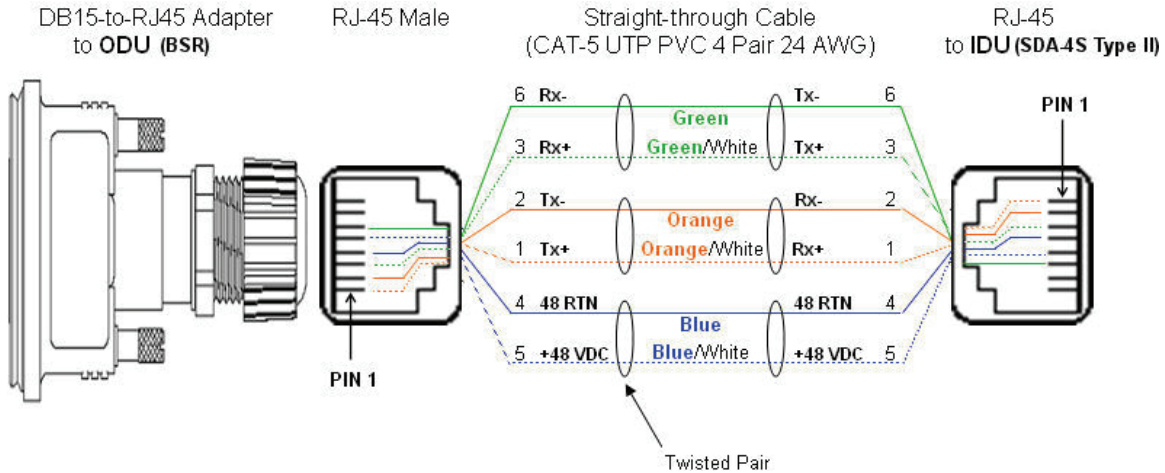 DB15-to-RJ45 Adapter
to ODU (BSR)
RJ-45 Male
Straight-through Cable
(CAT-5 UTP PVC 4 Pair 24 AWG)
RJ-45
to IDU (SDA-4S Type II)
6 Rx- Tx- 6
Green
3 Rx+ Green/White Tx+ 3
2 Tx- Rx- 2
Orange
1 Tx+ Orange/White Rx+ 1
4 48 RTN 48 RTN 4
Blue
5 +48 VDC Blue/White +48 VDC 5
PIN 1
PIN 1
Twisted Pair